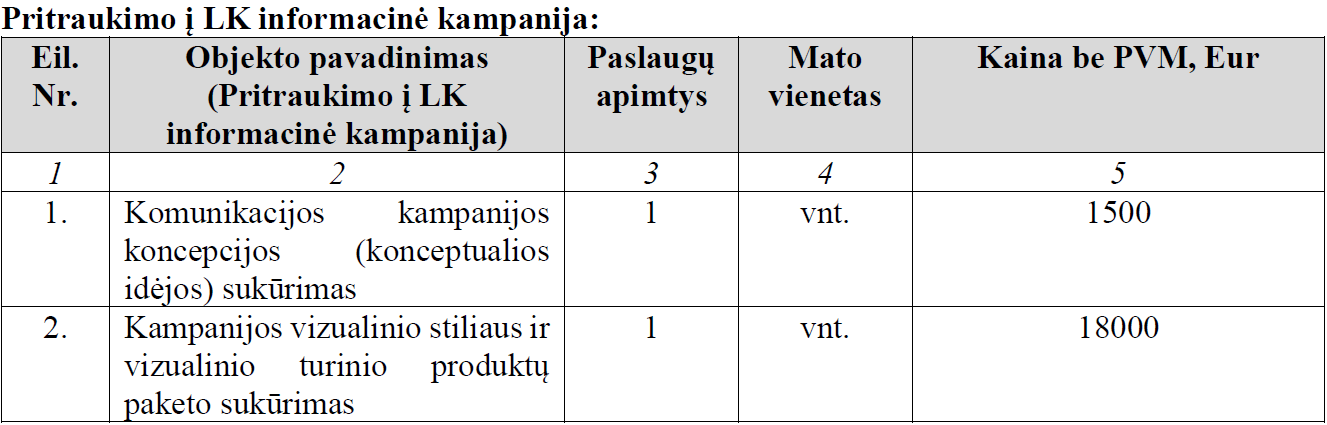 Pritraukimo į LK informacinė kampanija:
Eil. Nr. Objekto pavadinimas (Pritraukimo į LK informacinė kampanija) Paslaugų apimtys Mato vienetas Kaina be PVM, Eur
1 2 3 4 5
1. Komunikacijos kampanijos 1 vnt. 1500
koncepcijos (konceptualios
idėjos) sukūrimas
2. Kampanijos vizualinio stiliaus ir 1 vnt. 18000
vizualinio turinio produktų
paketo sukūrimas